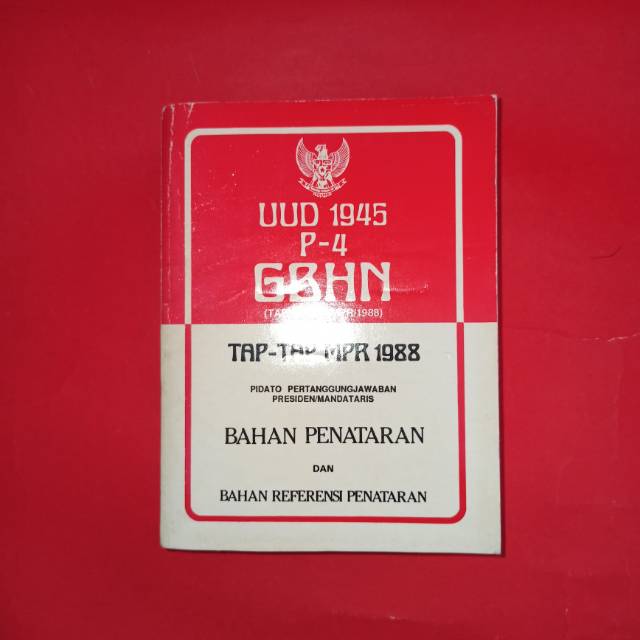 UUD 1945
P-4
GBHN
TAP-TAP MPR 1988
PIDATO PERTANGGUNGJAWABAN
PRESIDEN/MANDATARIS
BAHAN PENATARAN
DAN
BAHAN REFERENSI PENATARAN